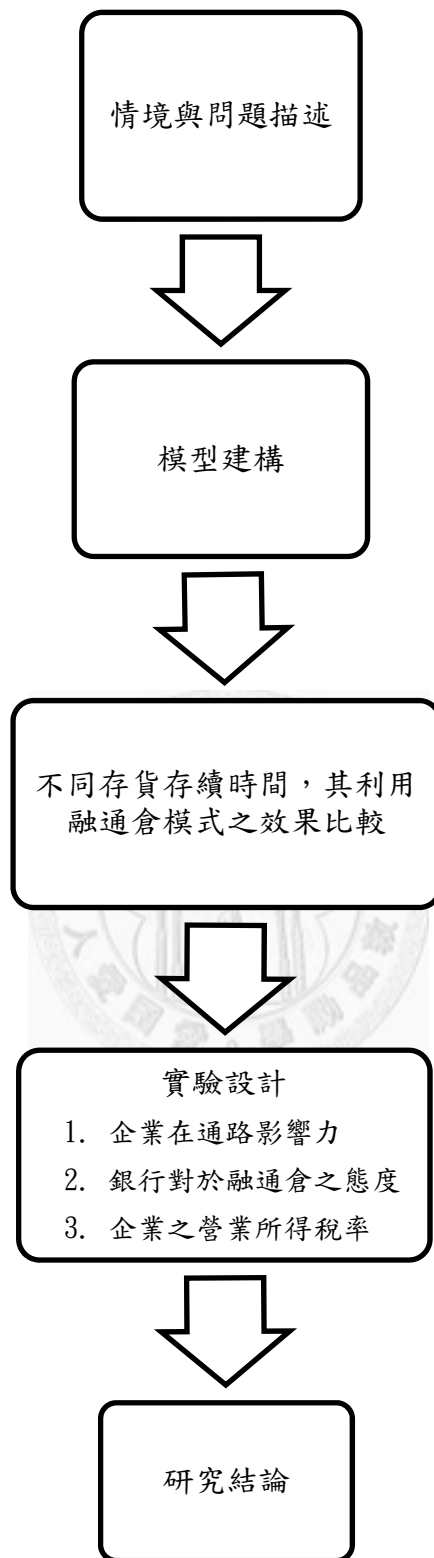 情境與問題描述
模型建構
不同存貨存續時間，其利用
融通倉模式之效果比較
實驗設計
1. 企業在通路影響力
2. 銀行對於融通倉之態度
3. 企業之營業所得稅率
研究結論